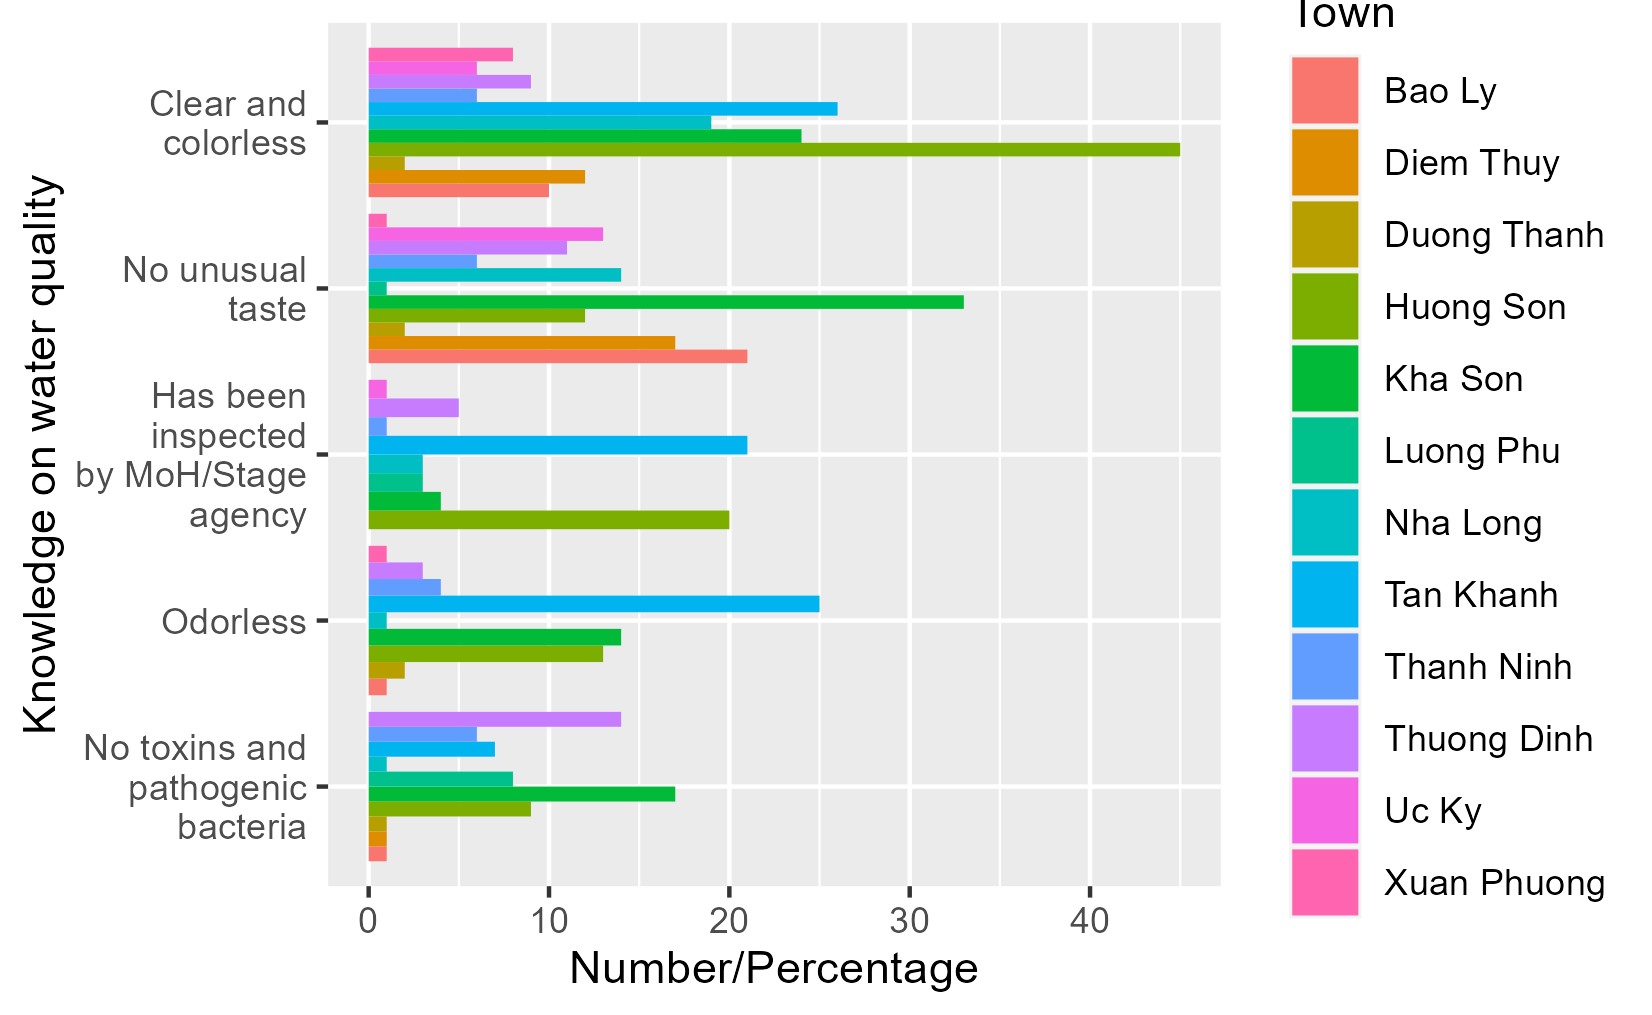 Town
Clear and
colorless
No unusual
taste
Has been
inspected
by MoH/Stage
agency
Odorless
No toxins and
pathogenic
bacteria
Knowledge on water quality
0 10 20 30 40
Number/Percentage
Bao Ly
Diem Thuy
Duong Thanh
Huong Son
Kha Son
Luong Phu
Nha Long
Tan Khanh
Thanh Ninh
Thuong Dinh
Uc Ky
Xuan Phuong